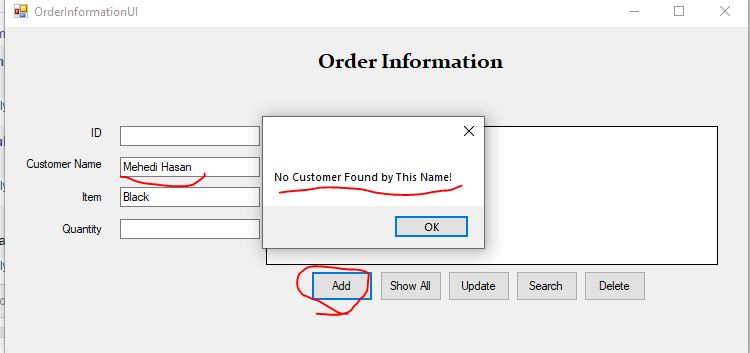 OrderInformationUI
Order Information
ID
Customer Name
Mehedi Hasan
Item
Black
Quantity
No Customer Found by This Name!
OK
Add
Show All
Update
Search
Delete